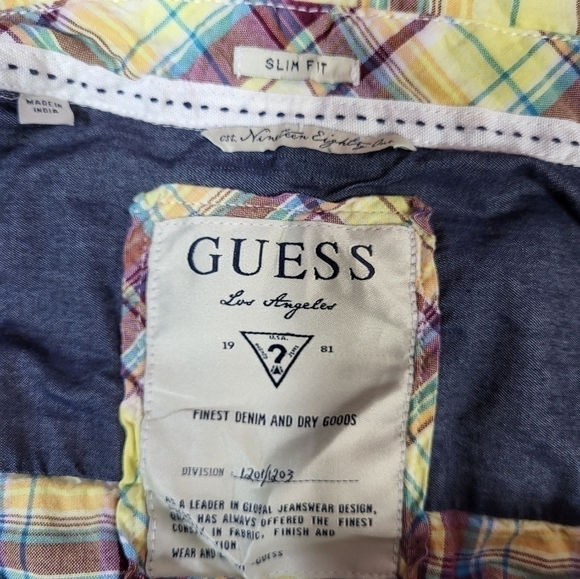 SLIM FIT
MADE IN
INDIA
EST. Nineteen Eighty One
GUESS
Los Angeles
19 81
U.S.A.
?
FINEST DENIM AND DRY GOODS
DIVISION : 1201/1203
AS A LEADER IN GLOBAL JEANSWEAR DESIGN,
HAS ALWAYS OFFERED THE FINEST
IN FABRIC, FINISH AND
WEAR AND
GUESS